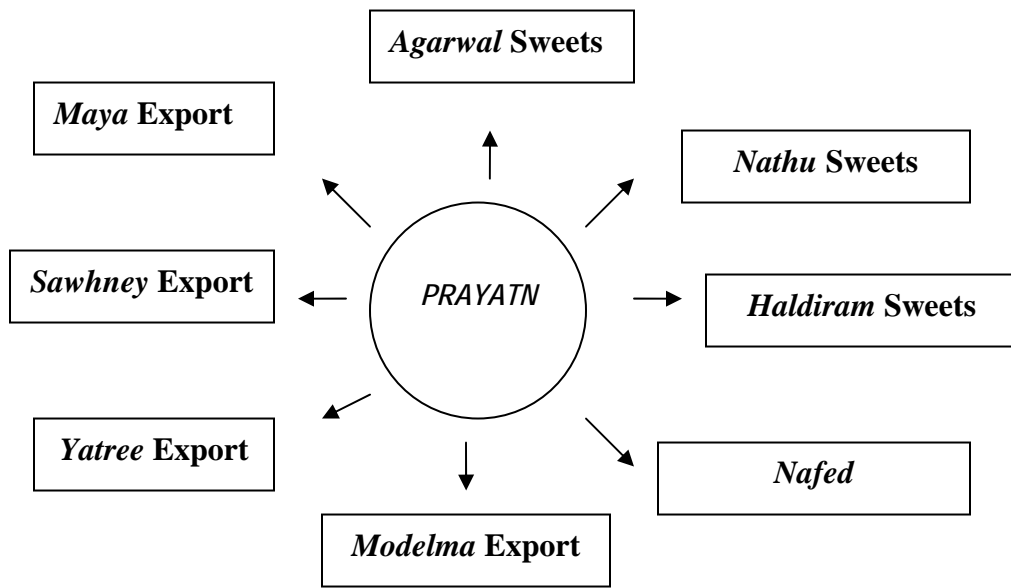 Agarwal Sweets
Maya Export
Nathu Sweets
Sawhney Export
PRAYATN
Haldiram Sweets
Yatree Export
Nafed
Modelma Export